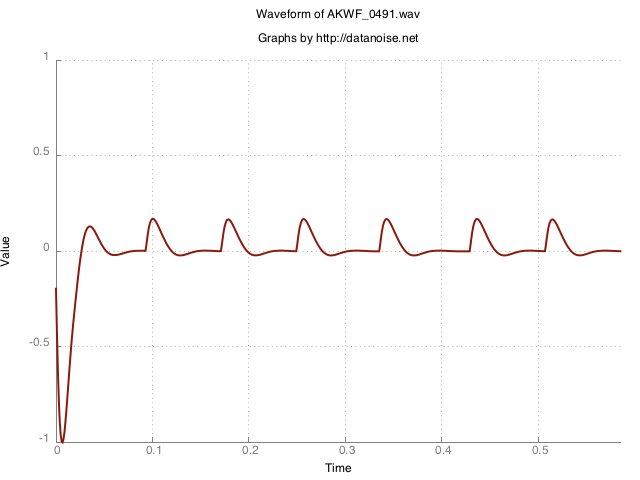 Waveform of AKWF_0491.wav
Graphs by http://datanoise.net
1
0.5
0
-0.5
-1
Value
0 0.1 0.2 0.3 0.4 0.5
Time